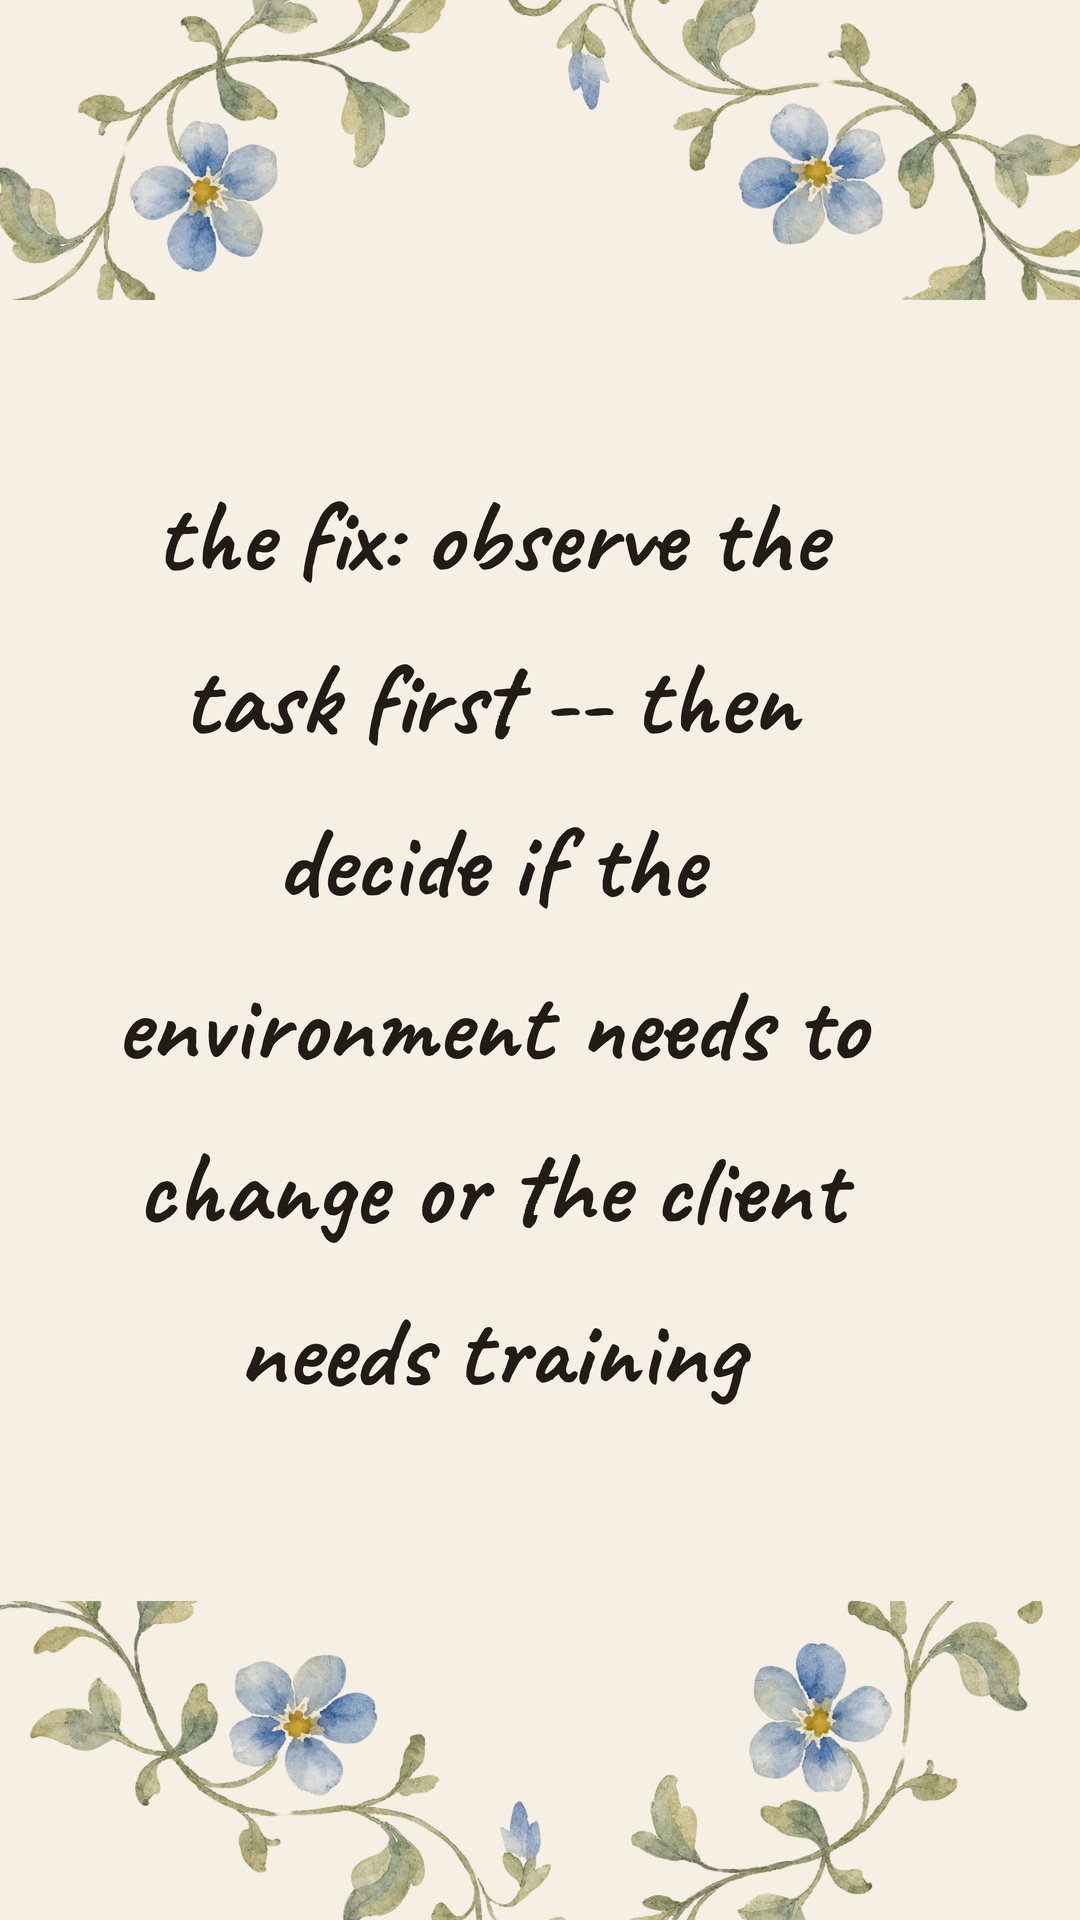 the fix: observe the
task first -- then
decide if the
environment needs to
change or the client
needs training